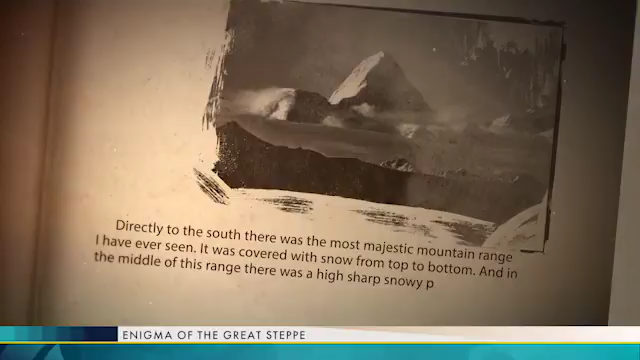 Directly to the south there was the most majestic mountain range
I have ever seen. It was covered with snow from top to bottom. And in
the middle of this range there was a high sharp snowy p
ENIGMA OF THE GREAT STEPPE